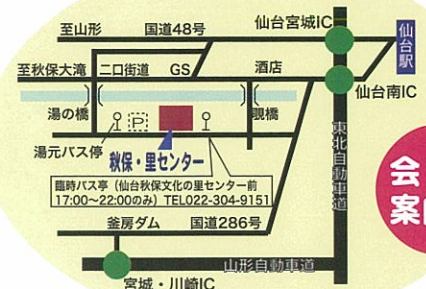 至山形
国道48号
仙台宮城IC
仙台駅
至秋保大滝
二口街道
GS
酒店
仙台南IC
湯の橋
P
覗橋
湯元バス停
秋保・里センター
臨時バス亭(仙台秋保文化の里センター前
17:00~22:00のみ) TEL022-304-9151
東北自動車道
会
案
釜房ダム
国道286号
山形自動車道
宮城・川崎IC